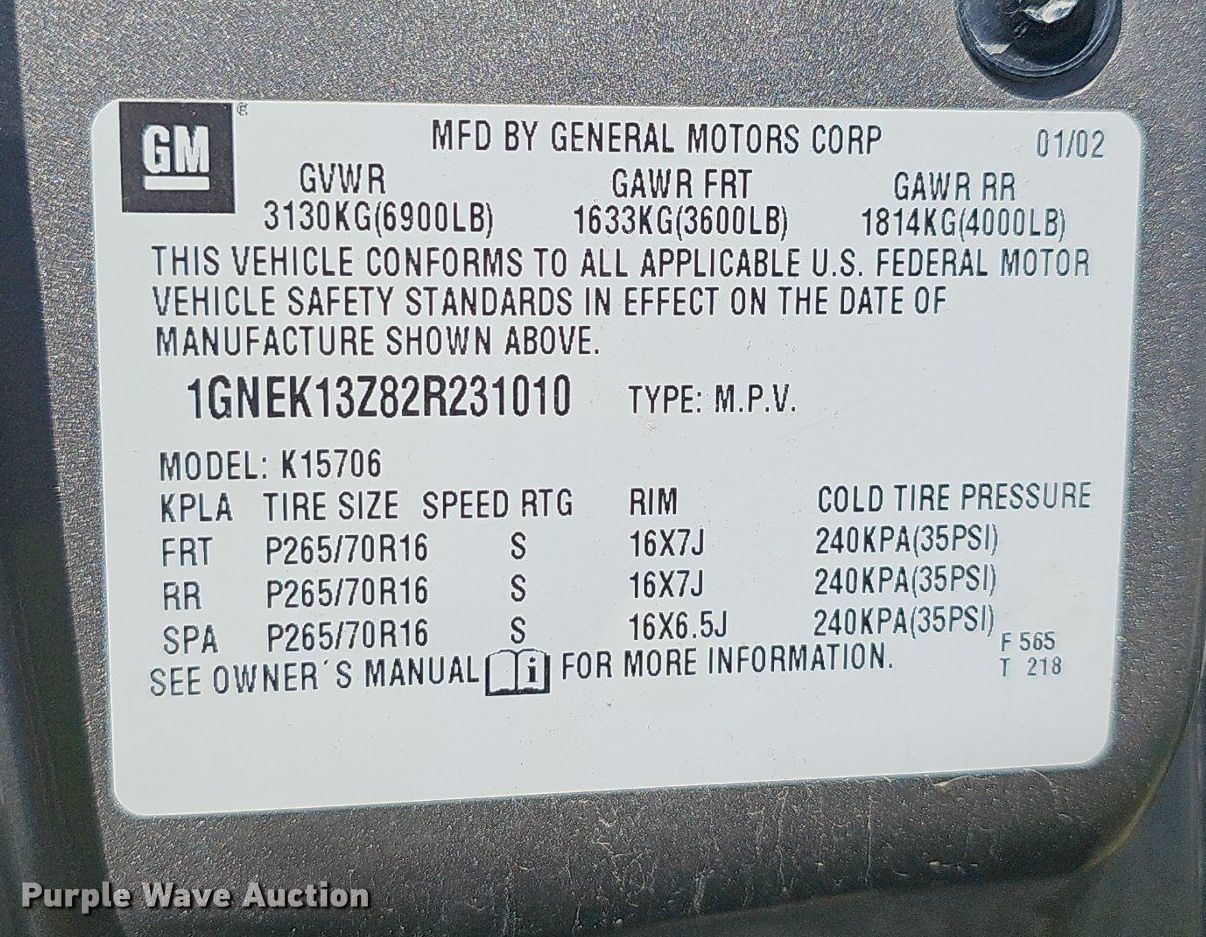 GM
MFD BY GENERAL MOTORS CORP 01/02
GVWR GAWR FRT GAWR RR
3130KG(6900LB) 1633KG(3600LB) 1814KG(4000LB)
THIS VEHICLE CONFORMS TO ALL APPLICABLE U.S. FEDERAL MOTOR
VEHICLE SAFETY STANDARDS IN EFFECT ON THE DATE OF
MANUFACTURE SHOWN ABOVE.
1GNEK13Z82R231010 TYPE: M.P.V.
MODEL: K15706
KPLA TIRE SIZE SPEED RTG RIM COLD TIRE PRESSURE
FRT P265/70R16 S 16X7J 240KPA(35PSI)
RR P265/70R16 S 16X7J 240KPA(35PSI)
SPA P265/70R16 S 16X6.5J 240KPA(35PSI)
F 565
SEE OWNER´S MANUAL i FOR MORE INFORMATION. T 218
Purple Wave Auction